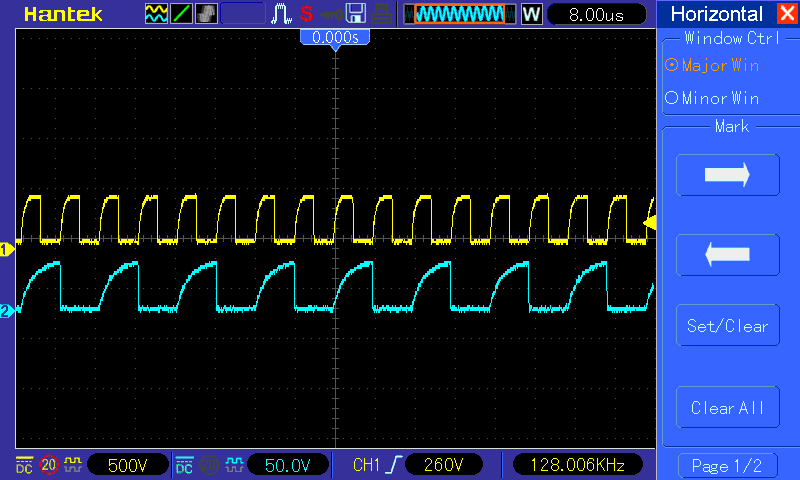 Hantek S W 8.00us Horizontal X
0.000s
Window Ctrl
Major Win
Minor Win
Mark
1
2
Set/Clear
Clear All
DC 20 500V DC 20 50.0V CH1 260V 128.006KHz Page 1/2